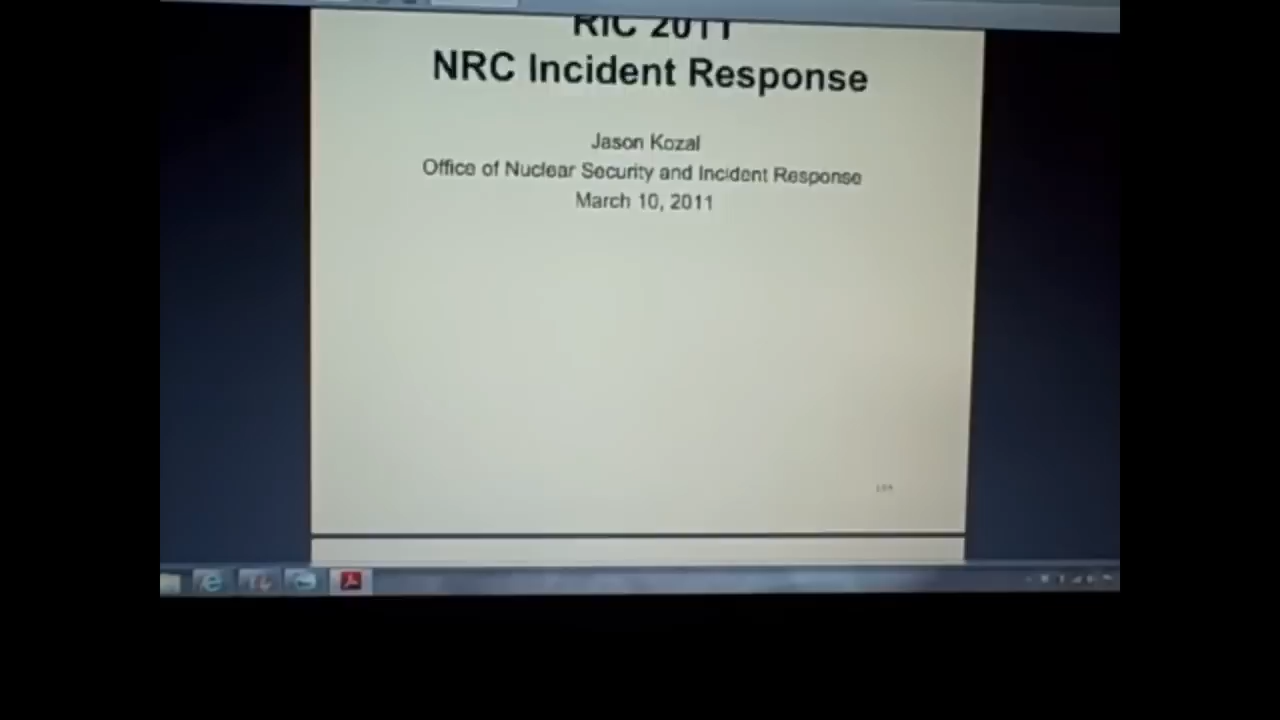 RIC 2011
NRC Incident Response
Jason Kozal
Office of Nuclear Security and Incident Response
March 10, 2011